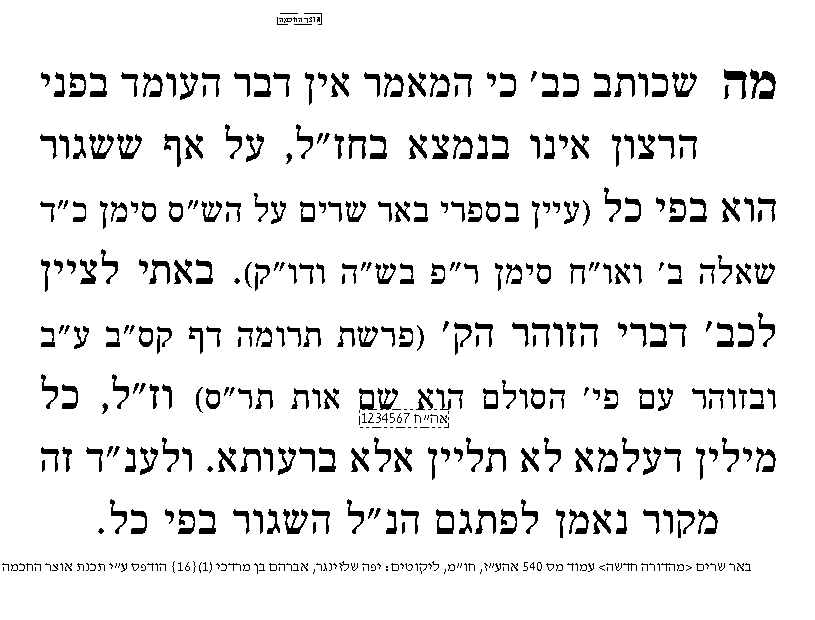 אוצר החכמה
מה שכותב כב׳ כי המאמר אין דבר העומד בפני
הרצון אינו בנמצא בחז״ל, על אף ששגור
הוא בפי כל (עיין בספרי באר שרים על הש״ס סימן כ״ד
שאלה ב׳ ואו״ח סימן ר״פ בש״ה ודו״ק). באתי לציין
לכב׳ דברי הזוהר הק׳ (פרשת תרומה דף קס״ב ע״ב
ובזוהר עם פי׳ הסולם הוא שם אות תר״ס) וז״ל, כל
אה״ח 1234567
מילין דעלמא לא תליין אלא ברעותא. ולענ״ד זה
מקור נאמן לפתגם הנ״ל השגור בפי כל.
באר שרים <מהדורה חדשה> עמוד מס 540 אהע״ז, חו״מ, ליקוטים: יפה שלזינגר, אברהם בן מרדכי (1){16} הודפס ע״י תכנת אוצר החכמה